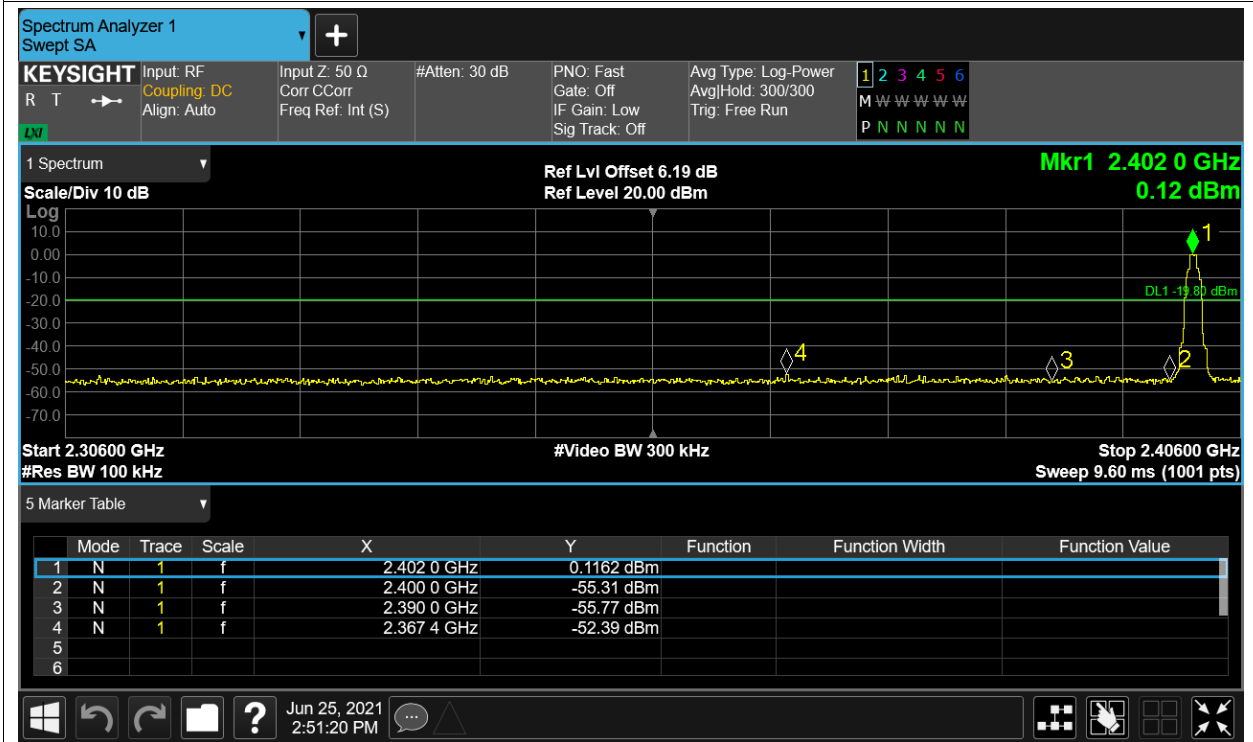 Spectrum Analyzer 1
Swept SA
+
KEYSIGHT Input: RF Input Z: 50 Ω #Atten: 30 dB PNO: Fast Avg Type: Log-Power 1 2 3 4 5 6
R T Coupling: DC Corr CCorr Gate: Off Avg|Hold: 300/300 M W W W W W
Align: Auto Freq Ref: Int (S) IF Gain: Low Trig: Free Run
LXI Sig Track: Off P N N N N N
1 Spectrum Ref Lvl Offset 6.19 dB Mkr1 2.402 0 GHz
Scale/Div 10 dB Ref Level 20.00 dBm 0.12 dBm
Log
10.0
1
0.00
-10.0
DL1 -19.80 dBm
-20.0
-30.0
-40.0
4 3 2
-50.0
-60.0
-70.0
Start 2.30600 GHz #Video BW 300 kHz Stop 2.40600 GHz
#Res BW 100 kHz Sweep 9.60 ms (1001 pts)
5 Marker Table
Mode Trace Scale X Y Function Function Width Function Value
1 N 1 f 2.402 0 GHz 0.1162 dBm
2 N 1 f 2.400 0 GHz -55.31 dBm
3 N 1 f 2.390 0 GHz -55.77 dBm
4 N 1 f 2.367 4 GHz -52.39 dBm
5
6
? Jun 25, 2021
2:51:20 PM